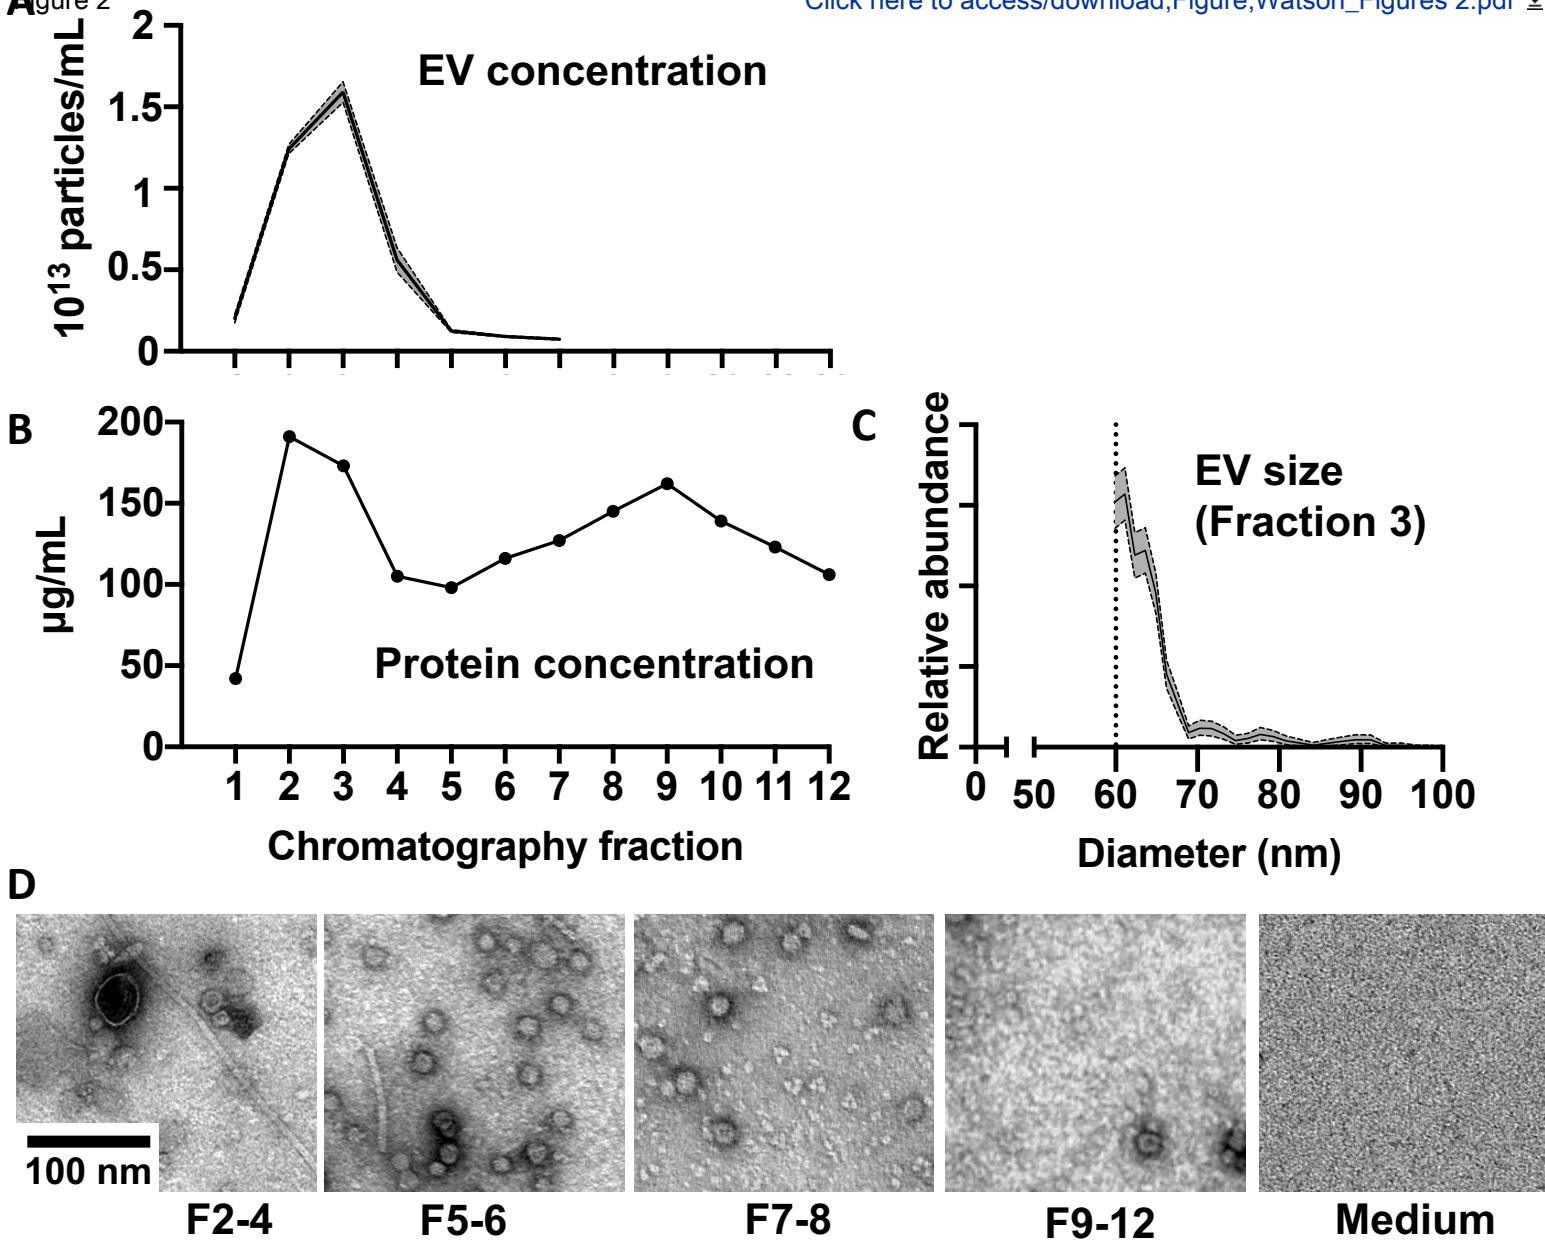 A
Figure 2
Click here to access/download;Figure;Watson_Figures 2.pdf
EV concentration
10¹³ particles/mL
2
1.5
1
0.5
0
B
Protein concentration
µg/mL
200
150
100
50
0
1 2 3 4 5 6 7 8 9 10 11 12
Chromatography fraction
C
EV size
(Fraction 3)
Relative abundance
0 50 60 70 80 90 100
Diameter (nm)
D
100 nm
F2-4 F5-6 F7-8 F9-12 Medium